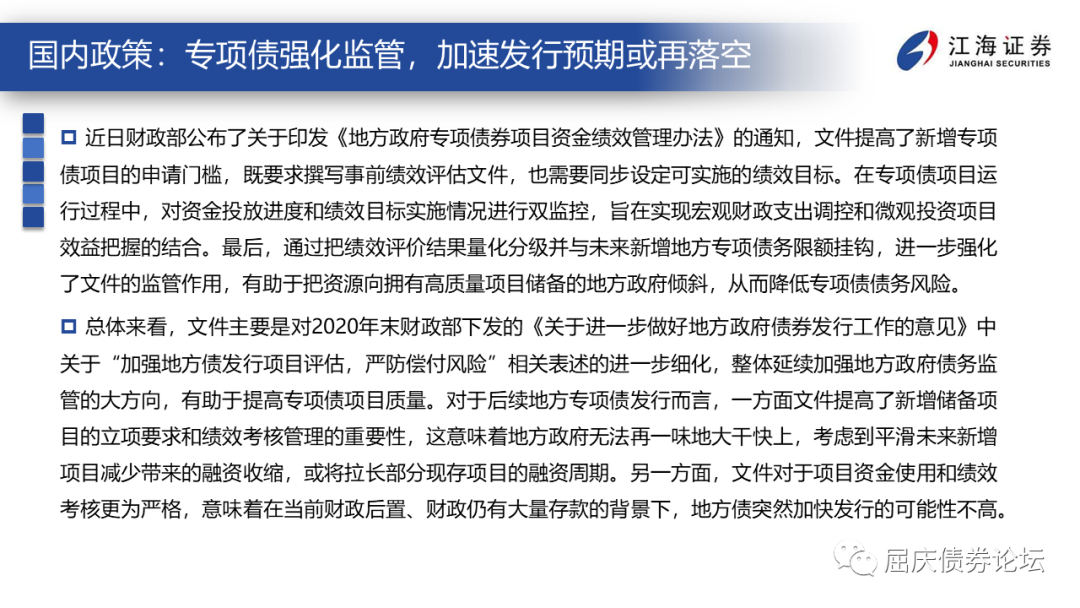 国内政策：专项债强化监管，加速发行预期或再落空
江海证券
JIANGHAI SECURITIES
近日财政部公布了关于印发《地方政府专项债券项目资金绩效管理办法》的通知，文件提高了新增专项
债项目的申请门槛，既要求撰写事前绩效评估文件，也需要同步设定可实施的绩效目标。在专项债项目运
行过程中，对资金投放进度和绩效目标实施情况进行双监控，旨在实现宏观财政支出调控和微观投资项目
效益把握的结合。最后，通过把绩效评价结果量化分级并与未来新增地方专项债务限额挂钩，进一步强化
了文件的监管作用，有助于把资源向拥有高质量项目储备的地方政府倾斜，从而降低专项债债务风险。
总体来看，文件主要是对2020年末财政部下发的《关于进一步做好地方政府债券发行工作的意见》中
关于“加强地方债发行项目评估，严防偿付风险”相关表述的进一步细化，整体延续加强地方政府债务监
管的大方向，有助于提高专项债项目质量。对于后续地方专项债发行而言，一方面文件提高了新增储备项
目的立项要求和绩效考核管理的重要性，这意味着地方政府无法再一味地大干快上，考虑到平滑未来新增
项目减少带来的融资收缩，或将拉长部分现存项目的融资周期。另一方面，文件对于项目资金使用和绩效
考核更为严格，意味着在当前财政后置、财政仍有大量存款的背景下，地方债突然加快发行的可能性不高。
屈庆债券论坛